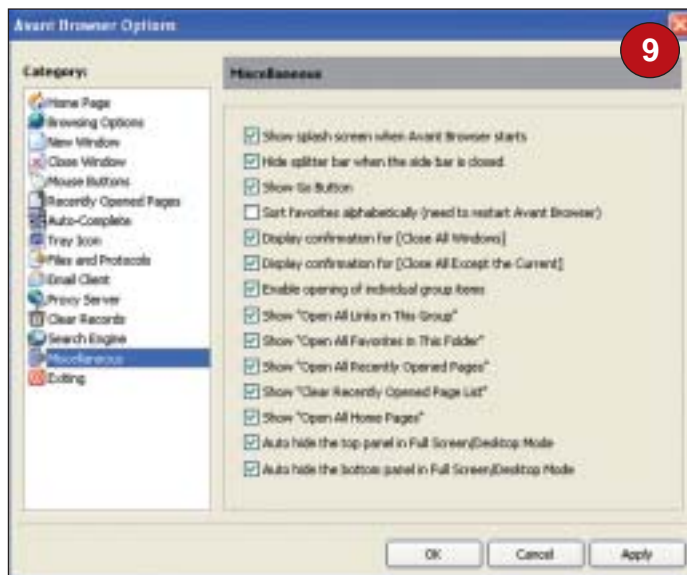 Avant Browser Options
9
Category:
Home Page
Browsing Options
New Window
Close Window
Mouse Buttons
Recently Opened Pages
Auto-Complete
Tray Icon
Files and Protocols
Email Client
Proxy Server
Clear Records
Search Engine
Miscellaneous
Exiting
Miscellaneous
Show splash screen when Avant Browser starts
Hide splitter bar when the side bar is closed
Show Go Button
Sort favorites alphabetically (need to restart Avant Browser)
Display confirmation for [Close All Windows]
Display confirmation for [Close All Except the Current]
Enable opening of individual group items
Show "Open All Links in This Group"
Show "Open All Favorites in This Folder"
Show "Open All Recently Opened Pages"
Show "Clear Recently Opened Page List"
Show "Open All Home Pages"
Auto hide the top panel in Full Screen/Desktop Mode
Auto hide the bottom panel in Full Screen/Desktop Mode
OK
Cancel
Apply